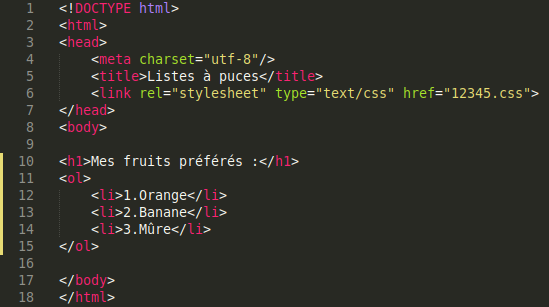 1 <!DOCTYPE html>
2 <html>
3 <head>
4     <meta charset="utf-8"/>
5     <title>Listes à puces</title>
6     <link rel="stylesheet" type="text/css" href="12345.css">
7 </head>
8 <body>
9
10 <h1>Mes fruits préférés :</h1>
11 <ol>
12     <li>1.Orange</li>
13     <li>2.Banane</li>
14     <li>3.Mûre</li>
15 </ol>
16
17 </body>
18 </html>